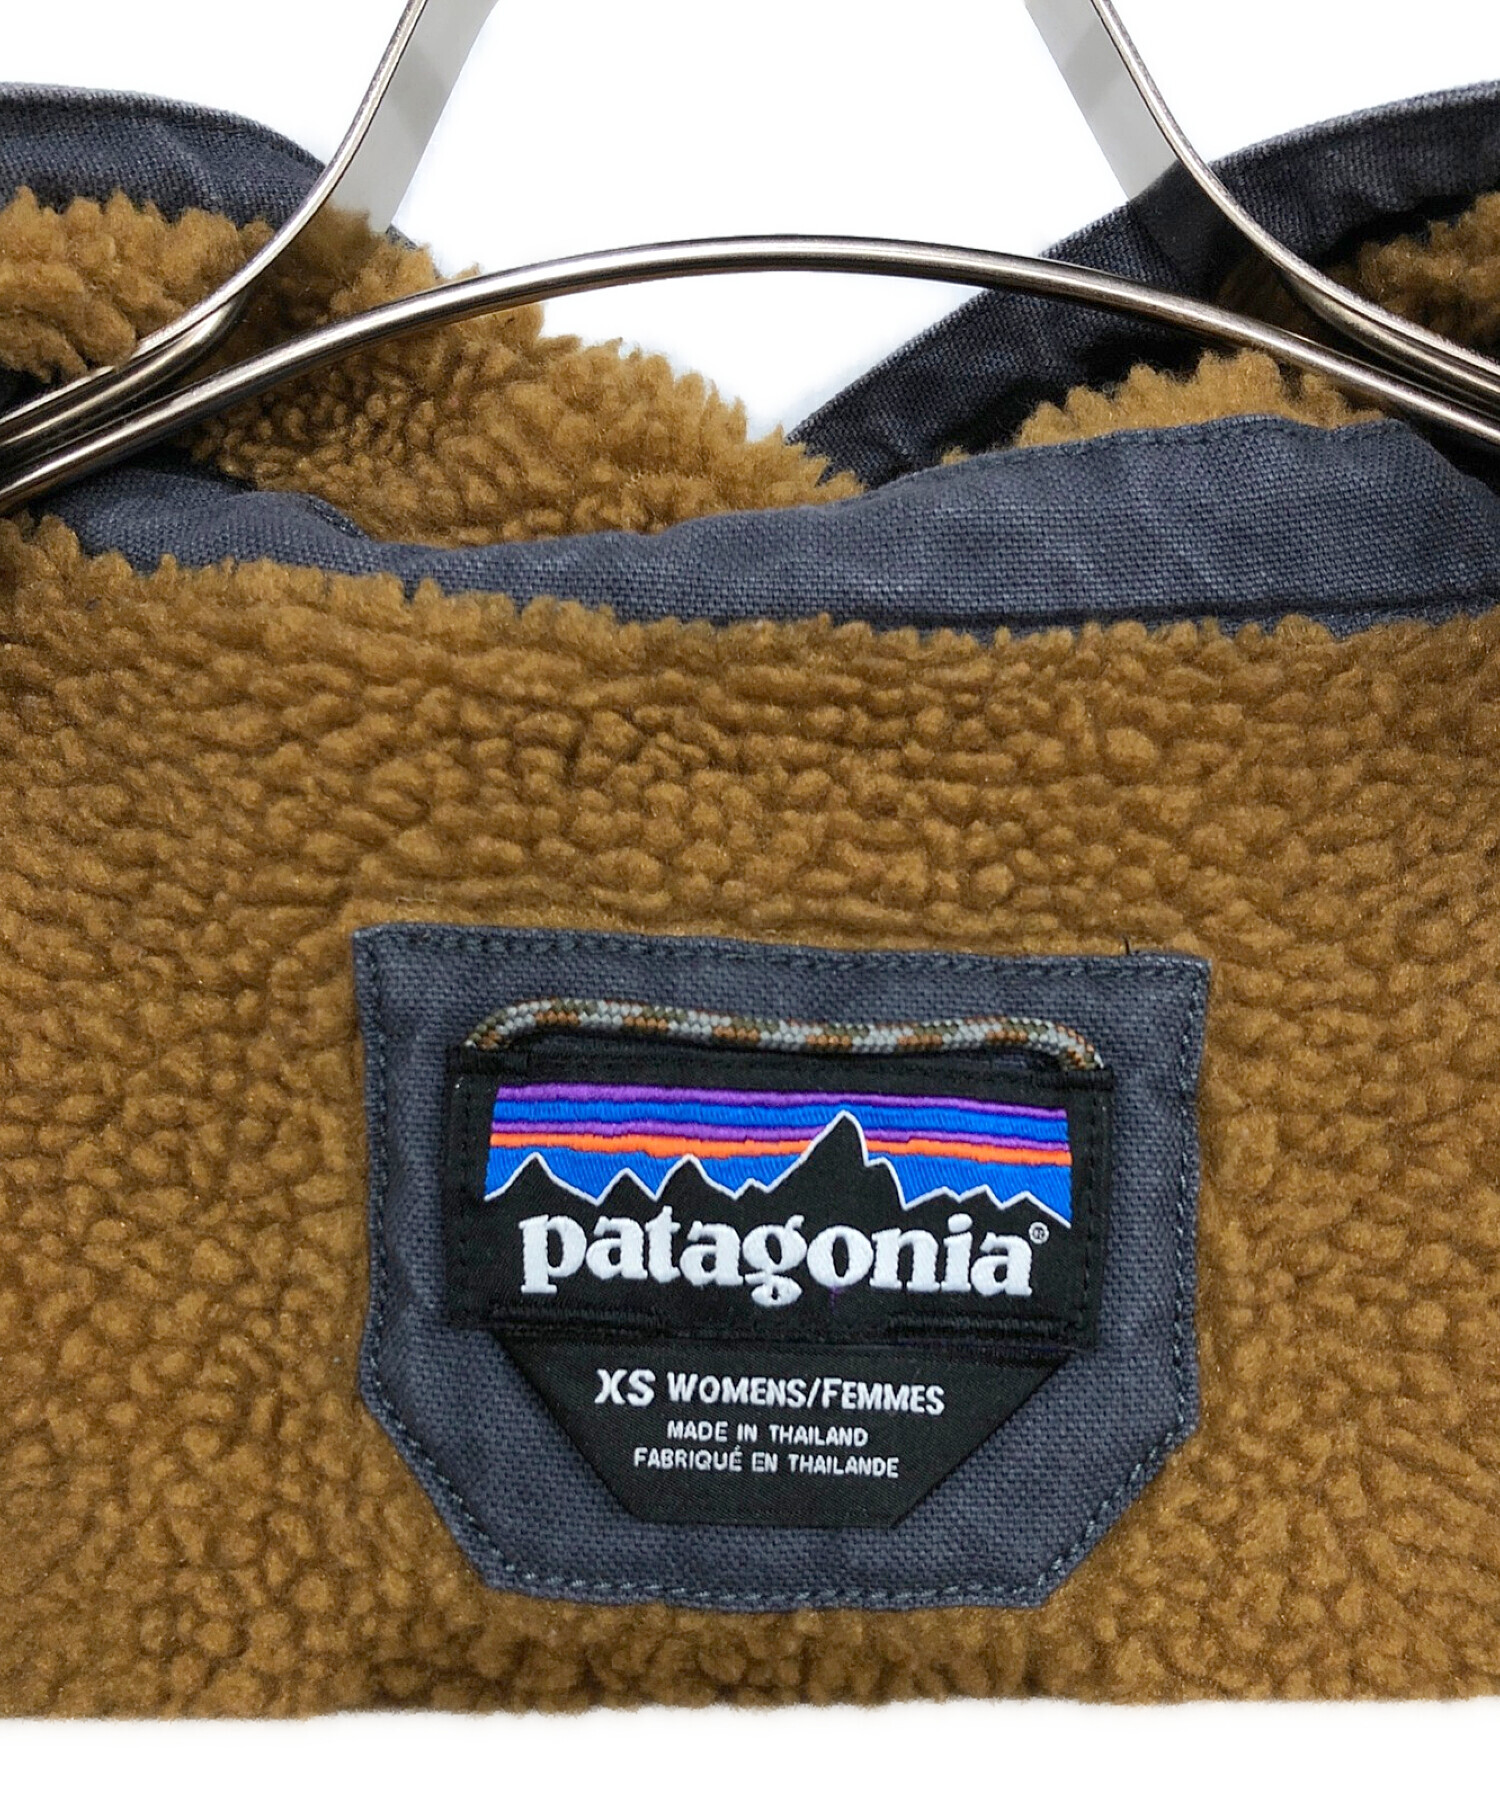 patagonia®
XS WOMENS/FEMMES
MADE IN THAILAND
FABRIQUÉ EN THAILANDE